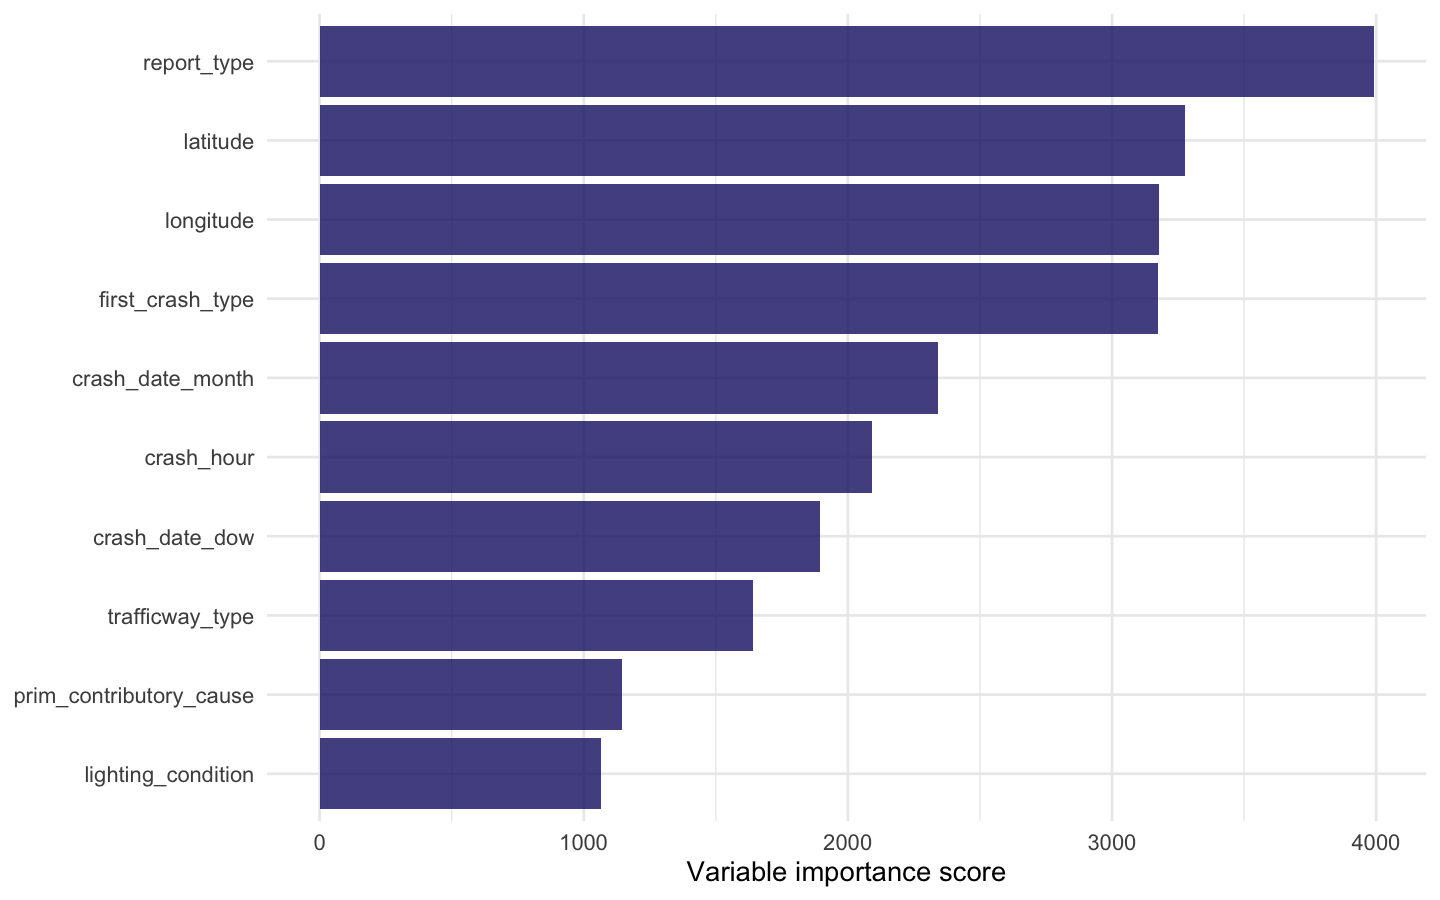 report_type
latitude
longitude
first_crash_type
crash_date_month
crash_hour
crash_date_dow
trafficway_type
prim_contributory_cause
lighting_condition
0 1000 2000 3000 4000
Variable importance score